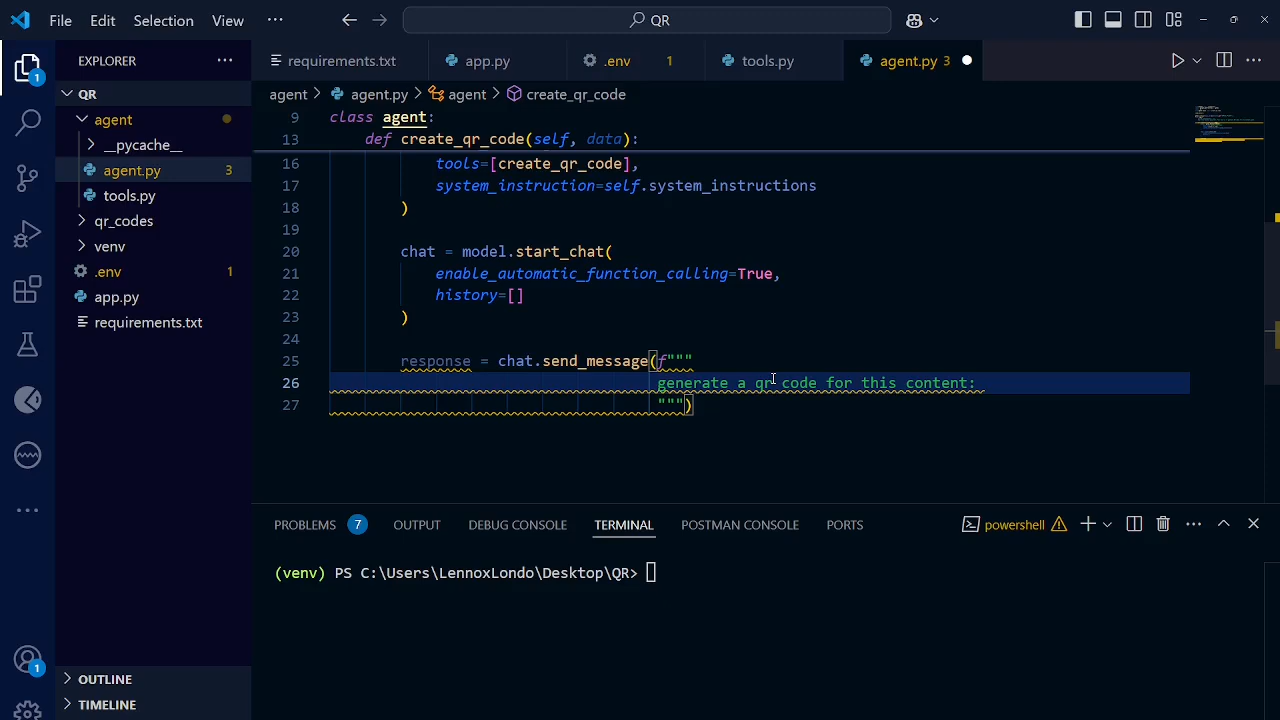 File Edit Selection View ··· QR
EXPLORER ···
requirements.txt app.py .env 1 tools.py agent.py 3
QR
agent > agent.py > agent > create_qr_code
agent
__pycache__
agent.py 3
tools.py
qr_codes
venv
.env 1
app.py
requirements.txt
9 class agent:
13 def create_qr_code(self, data):
16 tools=[create_qr_code],
17 system_instruction=self.system_instructions
18 )
19
20 chat = model.start_chat(
21 enable_automatic_function_calling=True,
22 history=[]
23 )
24
25 response = chat.send_message(f"""
26 generate a qr code for this content:
27 """)
PROBLEMS 7 OUTPUT DEBUG CONSOLE TERMINAL POSTMAN CONSOLE PORTS powershell
(venv) PS C:\Users\LennoxLondo\Desktop\QR>
OUTLINE
TIMELINE
1
1